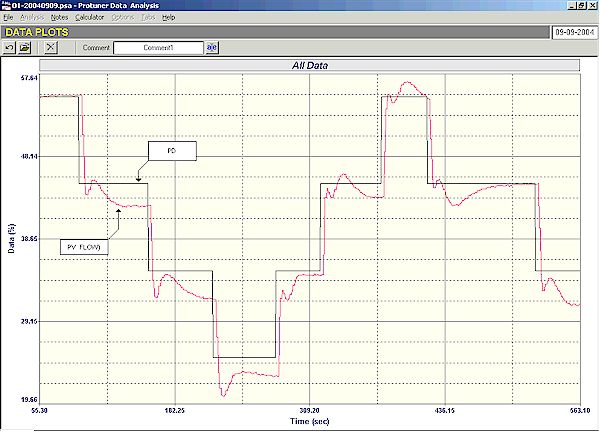 01-20040909.psa - Protuner Data Analysis
File Analysis Notes Calculator Options Tabs Help
DATA PLOTS 09-09-2004
Comment Comment1
All Data
57.64
48.14
38.65
29.15
19.66
Data (%)
PD
PV FLOW)
55.30 182.25 309.20 436.15 563.10
Time (sec)